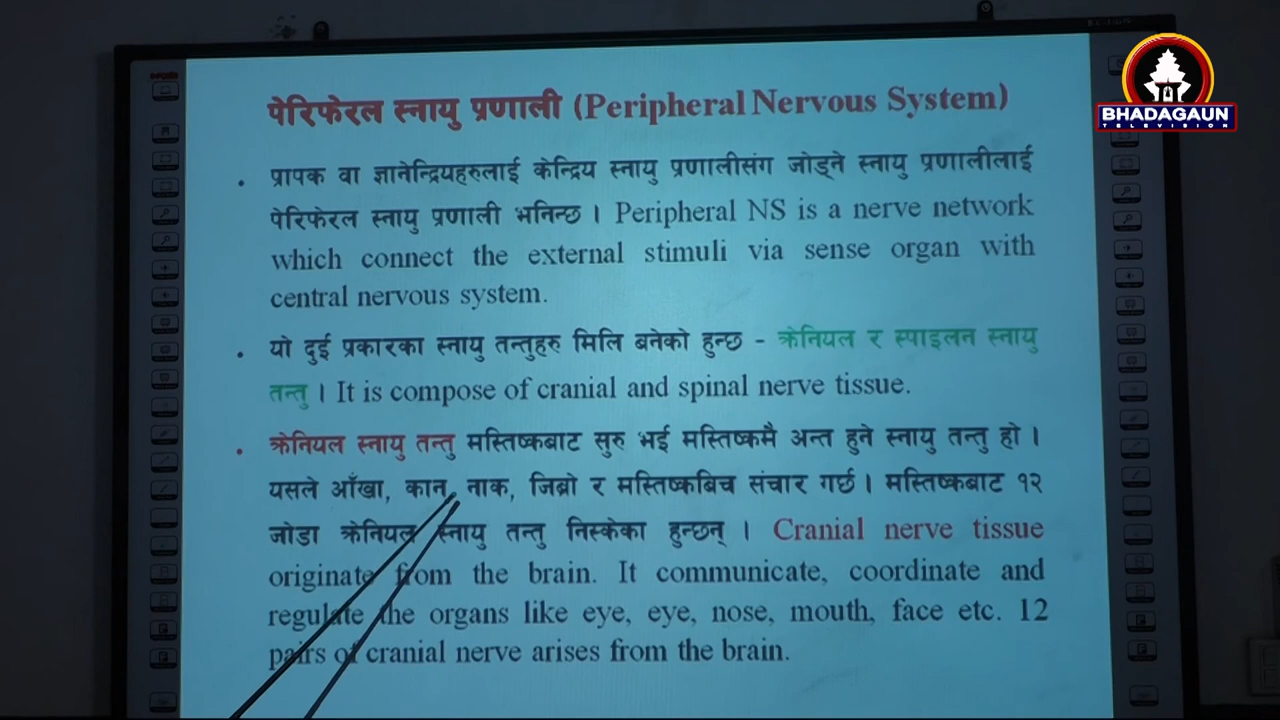 पेरिफेरल स्नायु प्रणाली (Peripheral Nervous System)
BHADAGAUN
TELEVISION
• प्रापक वा ज्ञानेन्द्रियहरुलाई केन्द्रिय स्नायु प्रणालीसंग जोड्ने स्नायु प्रणालीलाई
पेरिफेरल स्नायु प्रणाली भनिन्छ । Peripheral NS is a nerve network
which connect the external stimuli via sense organ with
central nervous system.
• यो दुई प्रकारका स्नायु तन्तुहरु मिलि बनेको हुन्छ - क्रेनियल र स्पाइलन स्नायु
तन्तु । It is compose of cranial and spinal nerve tissue.
• क्रेनियल स्नायु तन्तु मस्तिष्कबाट सुरु भई मस्तिष्कमै अन्त हुने स्नायु तन्तु हो ।
यसले आँखा, कान, नाक, जिब्रो र मस्तिष्कबिच संचार गर्छ । मस्तिष्कबाट १२
जोडा क्रेनियल स्नायु तन्तु निस्केका हुन्छन् । Cranial nerve tissue
originate from the brain. It communicate, coordinate and
regulate the organs like eye, eye, nose, mouth, face etc. 12
pairs of cranial nerve arises from the brain.